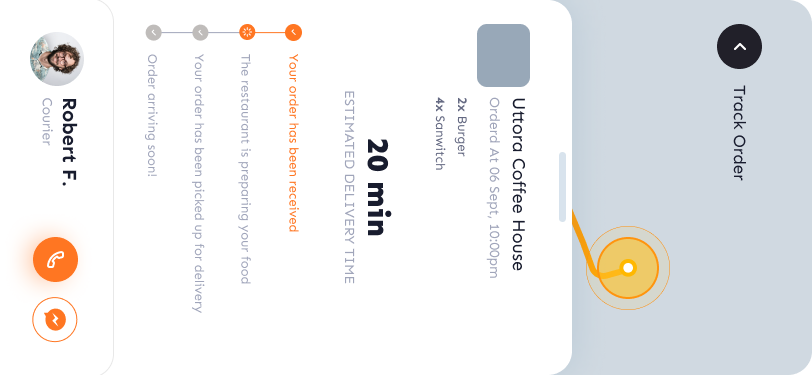 Track Order
Uttora Coffee House
Orderd At 06 Sept, 10:00pm
2x Burger
4x Sanwitch
20 min
ESTIMATED DELIVERY TIME
Your order has been received
The restaurant is preparing your food
Your order has been picked up for delivery
Order arriving soon!
Robert F.
Courier